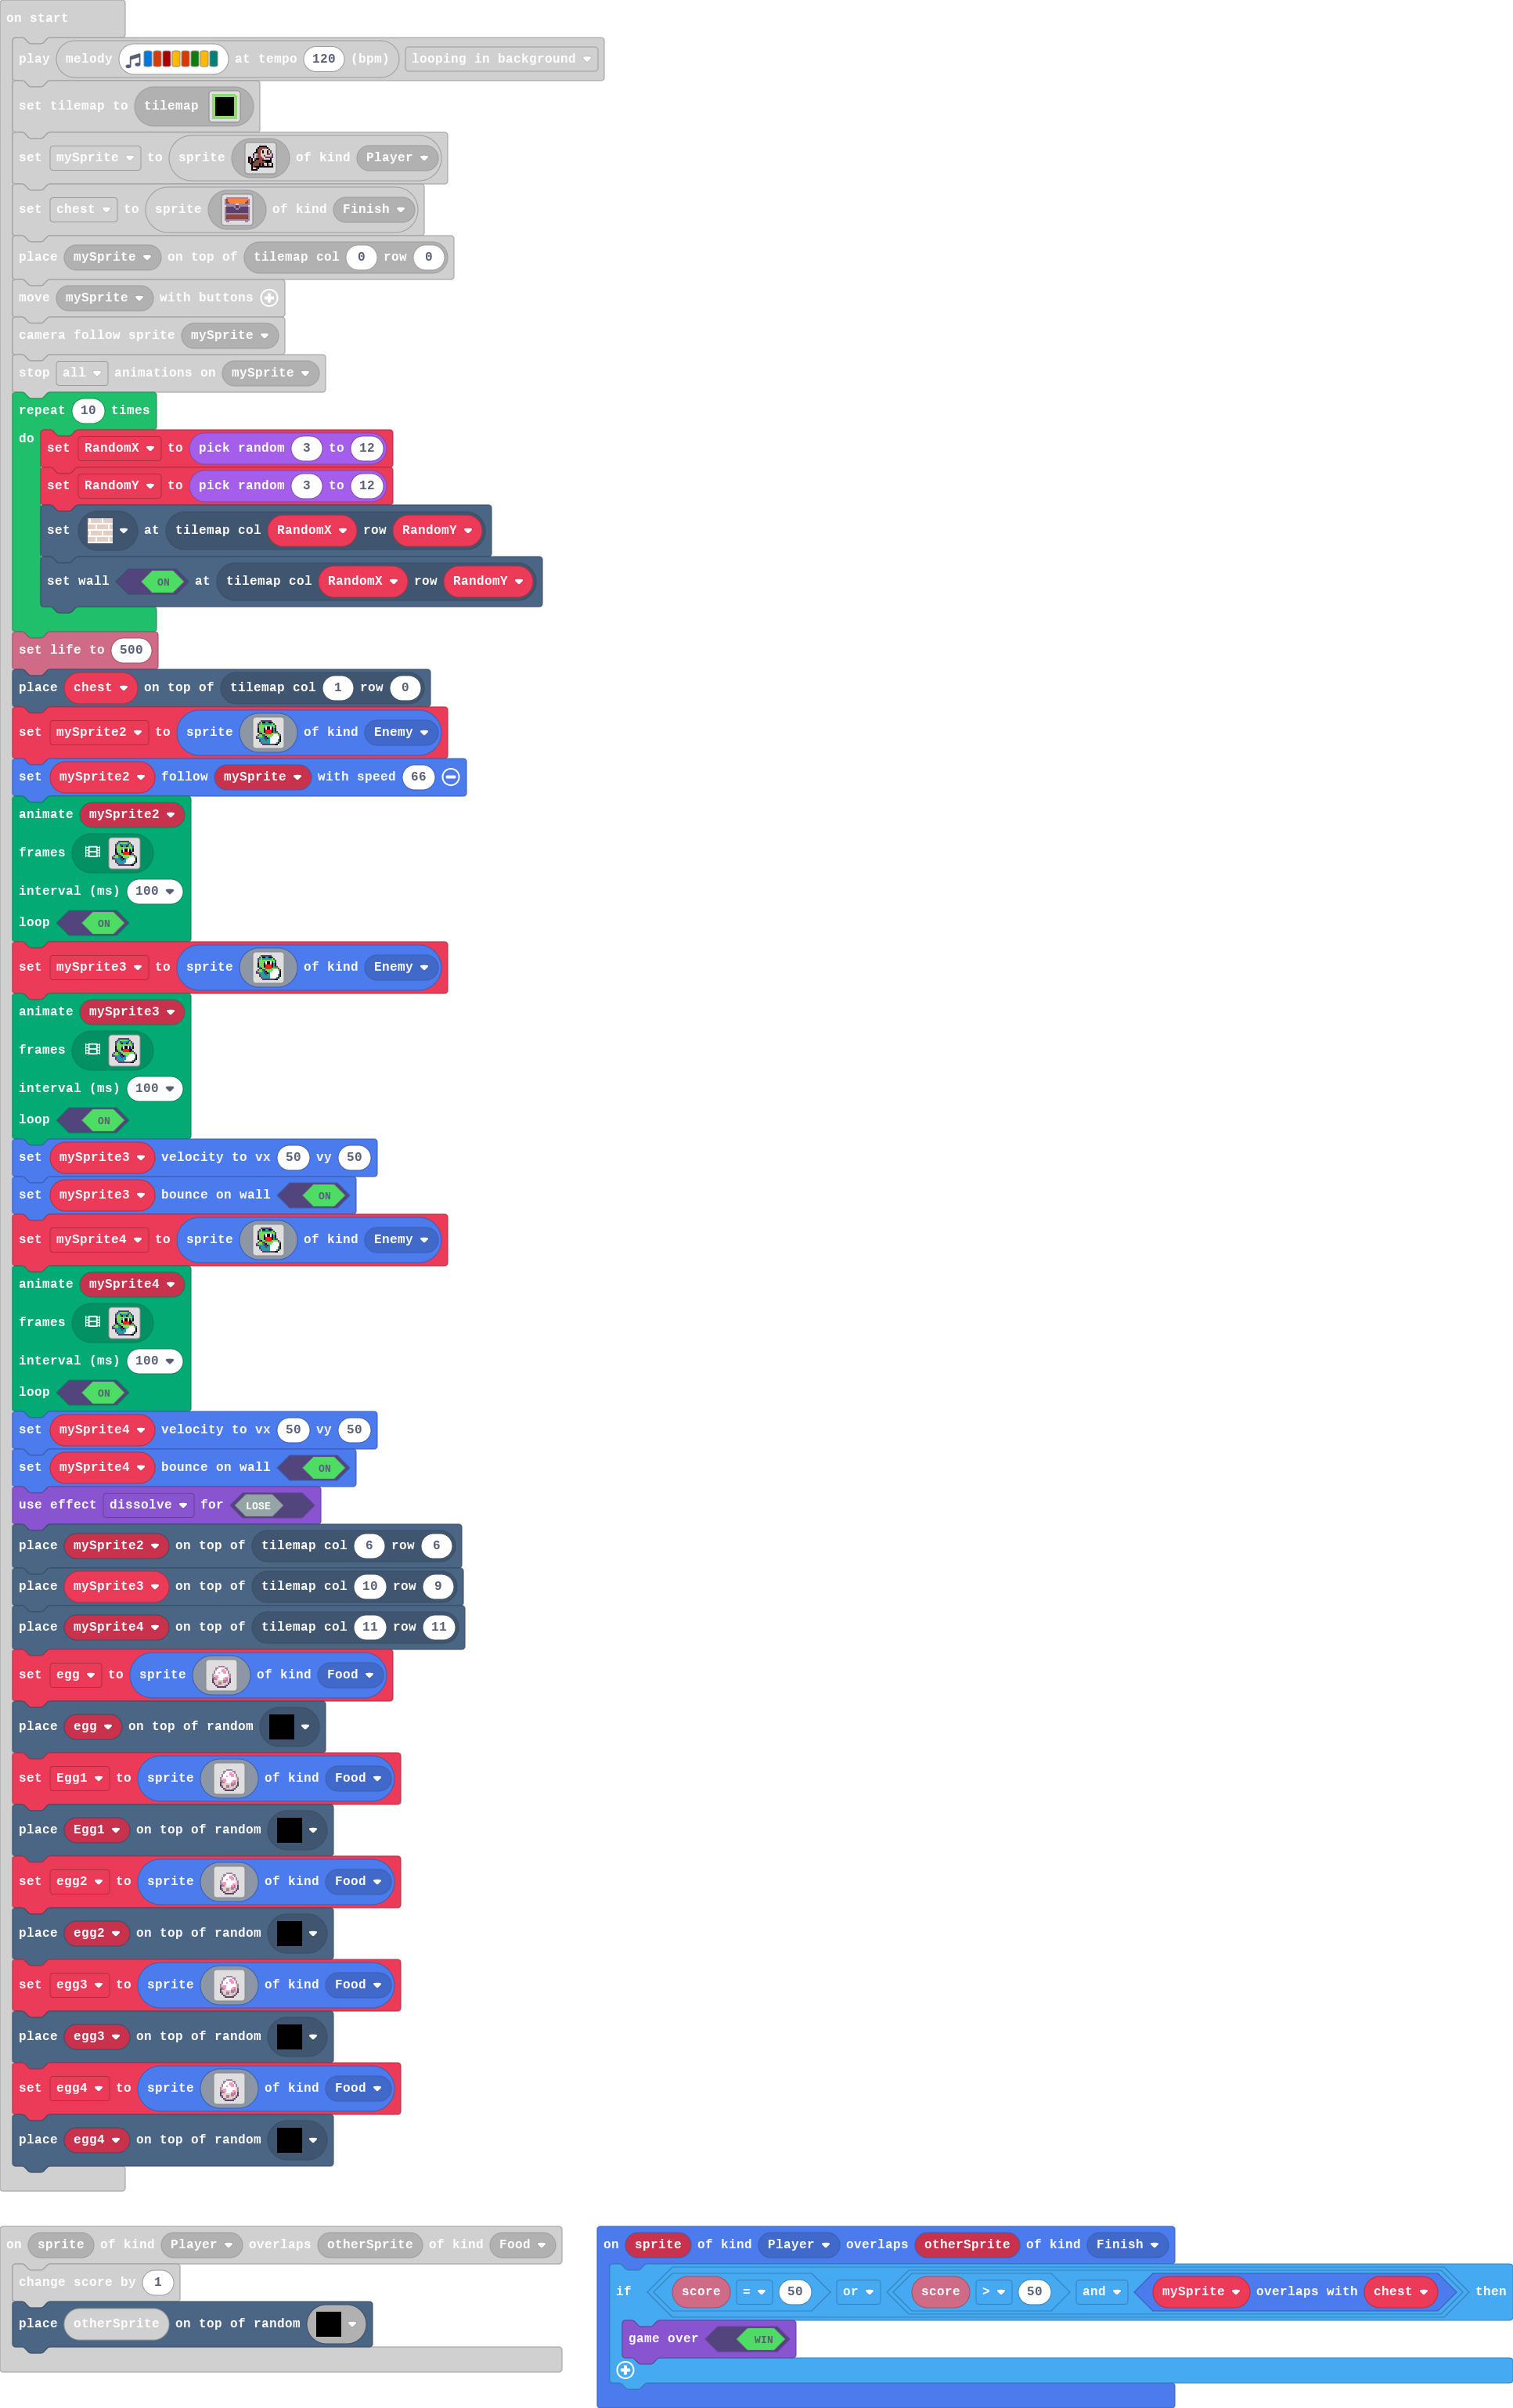 on start
play melody at tempo 120 (bpm) looping in background
set tilemap to tilemap
set mySprite to sprite of kind Player
set chest to sprite of kind Finish
place mySprite on top of tilemap col 0 row 0
move mySprite with buttons
camera follow sprite mySprite
stop all animations on mySprite
repeat 10 times
do
set RandomX to pick random 3 to 12
set RandomY to pick random 3 to 12
set at tilemap col RandomX row RandomY
set wall ON at tilemap col RandomX row RandomY
set life to 500
place chest on top of tilemap col 1 row 0
set mySprite2 to sprite of kind Enemy
set mySprite2 follow mySprite with speed 66
animate mySprite2
frames
interval (ms) 100
loop ON
set mySprite3 to sprite of kind Enemy
animate mySprite3
frames
interval (ms) 100
loop ON
set mySprite3 velocity to vx 50 vy 50
set mySprite3 bounce on wall ON
set mySprite4 to sprite of kind Enemy
animate mySprite4
frames
interval (ms) 100
loop ON
set mySprite4 velocity to vx 50 vy 50
set mySprite4 bounce on wall ON
use effect dissolve for LOSE
place mySprite2 on top of tilemap col 6 row 6
place mySprite3 on top of tilemap col 10 row 9
place mySprite4 on top of tilemap col 11 row 11
set egg to sprite of kind Food
place egg on top of random
set Egg1 to sprite of kind Food
place Egg1 on top of random
set egg2 to sprite of kind Food
place egg2 on top of random
set egg3 to sprite of kind Food
place egg3 on top of random
set egg4 to sprite of kind Food
place egg4 on top of random
on sprite of kind Player overlaps otherSprite of kind Food
change score by 1
place otherSprite on top of random
on sprite of kind Player overlaps otherSprite of kind Finish
if score = 50 or score > 50 and mySprite overlaps with chest then
game over WIN